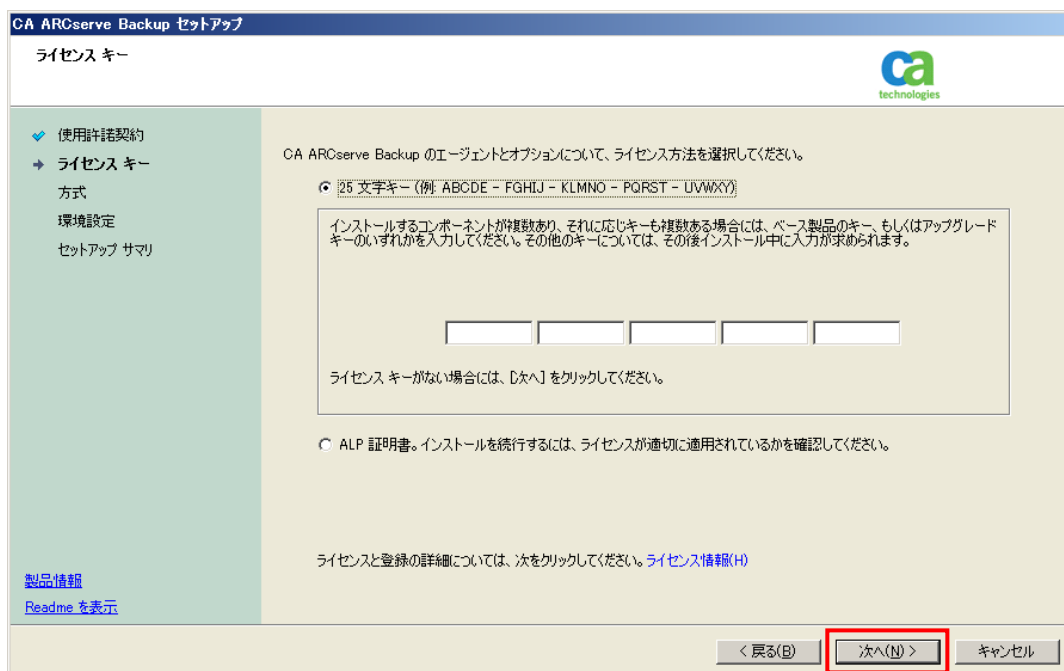 CA ARCserve Backup セットアップ
ライセンス キー
ca
technologies
使用許諾契約
ライセンス キー
方式
環境設定
セットアップ サマリ
CA ARCserve Backup のエージェントとオプションについて、ライセンス方法を選択してください。
25 文字キー (例: ABCDE - FGHIJ - KLMNO - PQRST - UVWXY)
インストールするコンポーネントが複数あり、それに応じキーも複数ある場合には、ベース製品のキー、もしくはアップグレード
キーのいずれかを入力してください。その他のキーについては、その後インストール中に入力が求められます。
ライセンス キーがない場合には、[次へ] をクリックしてください。
ALP 証明書。インストールを続行するには、ライセンスが適切に適用されているかを確認してください。
ライセンスと登録の詳細については、次をクリックしてください。ライセンス情報(H)
製品情報
Readme を表示
< 戻る(B)
次へ(N) >
キャンセル